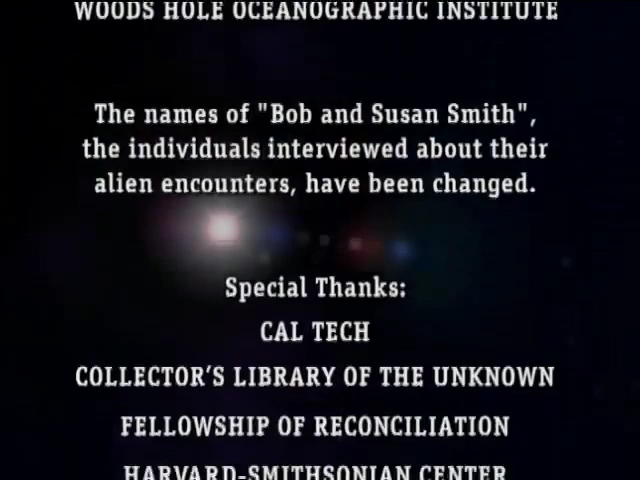 WOODS HOLE OCEANOGRAPHIC INSTITUTE
The names of "Bob and Susan Smith",
the individuals interviewed about their
alien encounters, have been changed.
Special Thanks:
CAL TECH
COLLECTOR'S LIBRARY OF THE UNKNOWN
FELLOWSHIP OF RECONCILIATION
HARVARD-SMITHSONIAN CENTER